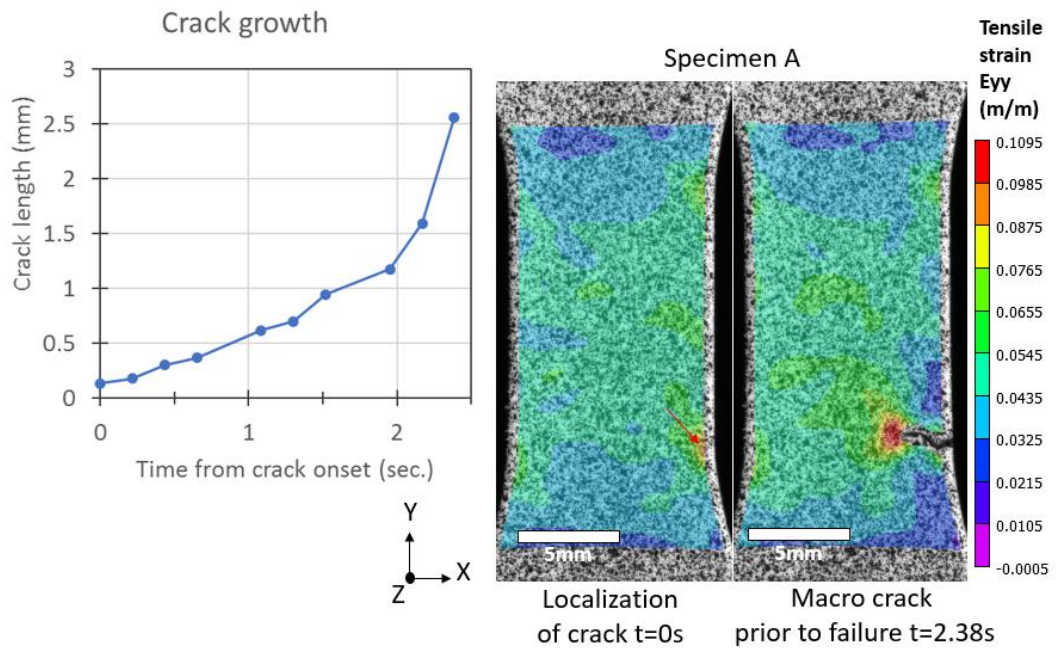 Crack growth
3
2.5
2
1.5
1
0.5
0
Crack length (mm)
0
1
2
Time from crack onset (sec.)
Y
X
Z
Specimen A
5mm
5mm
Localization
of crack t=0s
Macro crack
prior to failure t=2.38s
Tensile
strain
Eyy
(m/m)
0.1095
0.0985
0.0875
0.0765
0.0655
0.0545
0.0435
0.0325
0.0215
0.0105
-0.0005